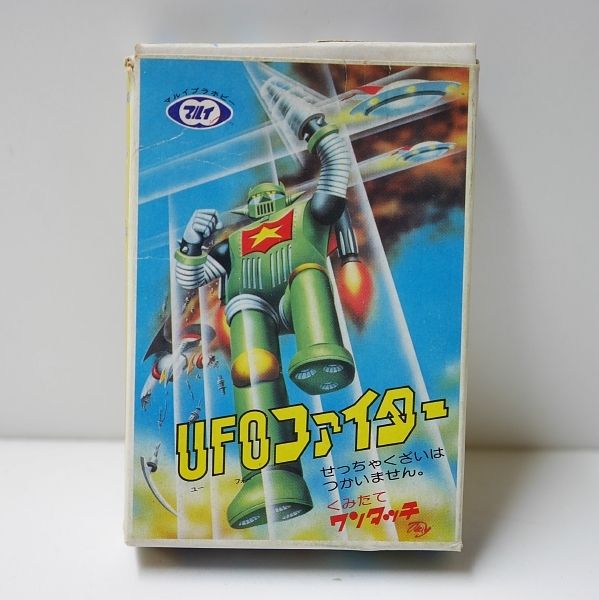 マルイプラホビー
マルイ
UFOファイター
ユー フォー
せっちゃくざいは
つかいません。
くみたて
ワンタッチ